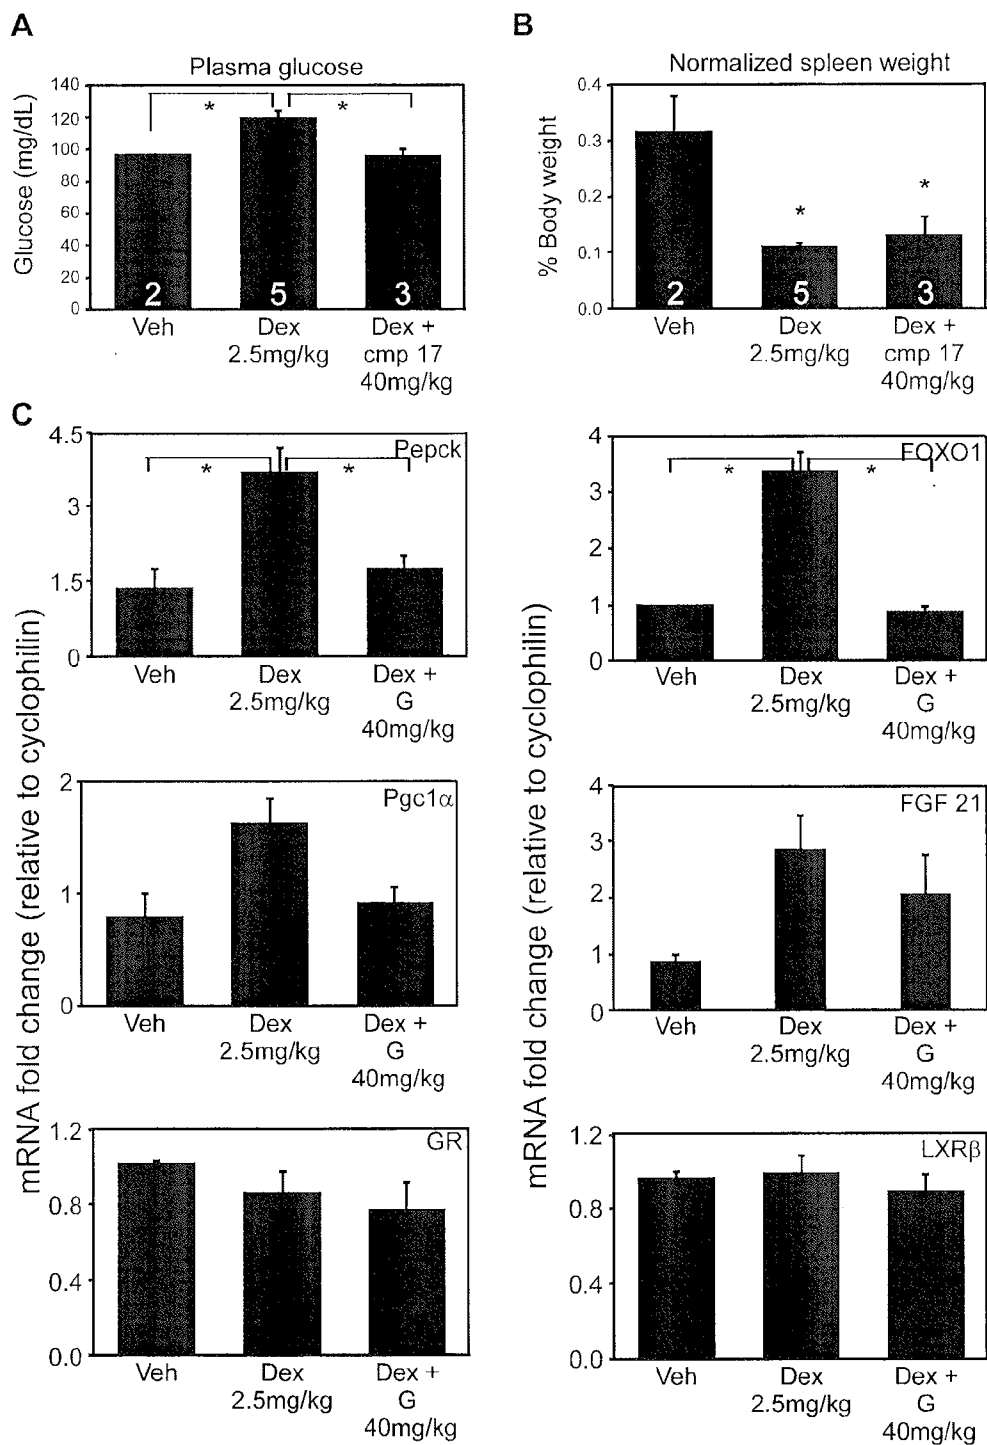 A
Plasma glucose
Glucose (mg/dL)
140
120
100
80
60
40
20
0
*
*
2
5
3
Veh
Dex
2.5mg/kg
Dex +
cmp 17
40mg/kg
B
Normalized spleen weight
% Body weight
0.4
0.3
0.2
0.1
0.0
*
*
2
5
3
Veh
Dex
2.5mg/kg
Dex +
cmp 17
40mg/kg
C
mRNA fold change (relative to cyclophilin)
Pepck
4.5
3
1.5
0
*
*
Veh
Dex
2.5mg/kg
Dex +
G
40mg/kg
mRNA fold change (relative to cyclophilin)
FOXO1
4
3
2
1
0
*
*
Veh
Dex
2.5mg/kg
Dex +
G
40mg/kg
Pgc1α
2
1
0
Veh
Dex
2.5mg/kg
Dex +
G
40mg/kg
FGF 21
4
3
2
1
0
Veh
Dex
2.5mg/kg
Dex +
G
40mg/kg
GR
1.2
0.8
0.4
0.0
Veh
Dex
2.5mg/kg
Dex +
G
40mg/kg
LXRβ
1.2
0.8
0.4
0.0
Veh
Dex
2.5mg/kg
Dex +
G
40mg/kg